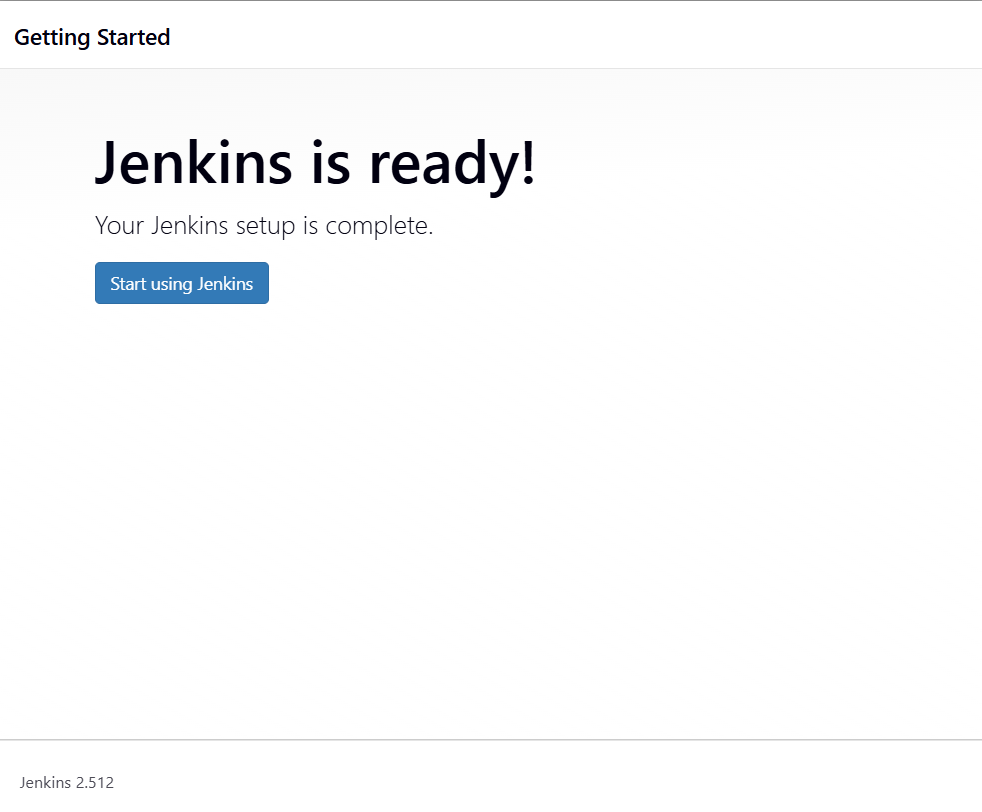 Getting Started
Jenkins is ready!
Your Jenkins setup is complete.
Start using Jenkins
Jenkins 2.512